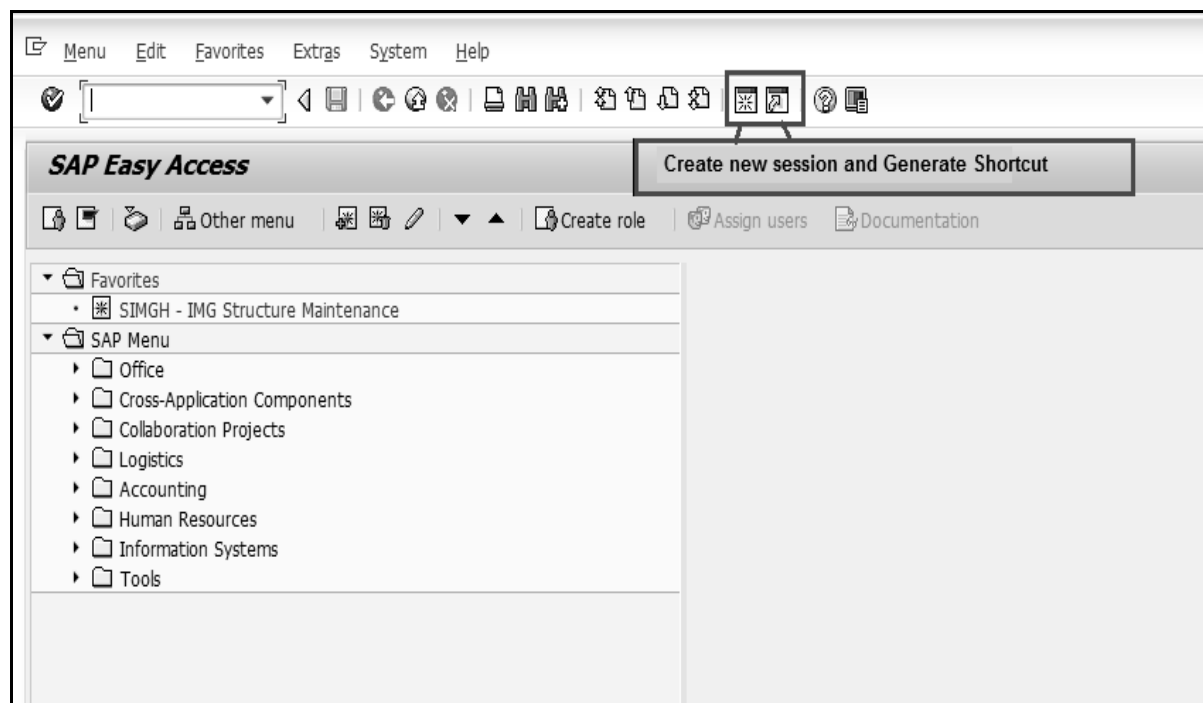 Menu Edit Favorites Extras System Help
SAP Easy Access
Create new session and Generate Shortcut
Other menu Create role Assign users Documentation
Favorites
SIMGH - IMG Structure Maintenance
SAP Menu
Office
Cross-Application Components
Collaboration Projects
Logistics
Accounting
Human Resources
Information Systems
Tools